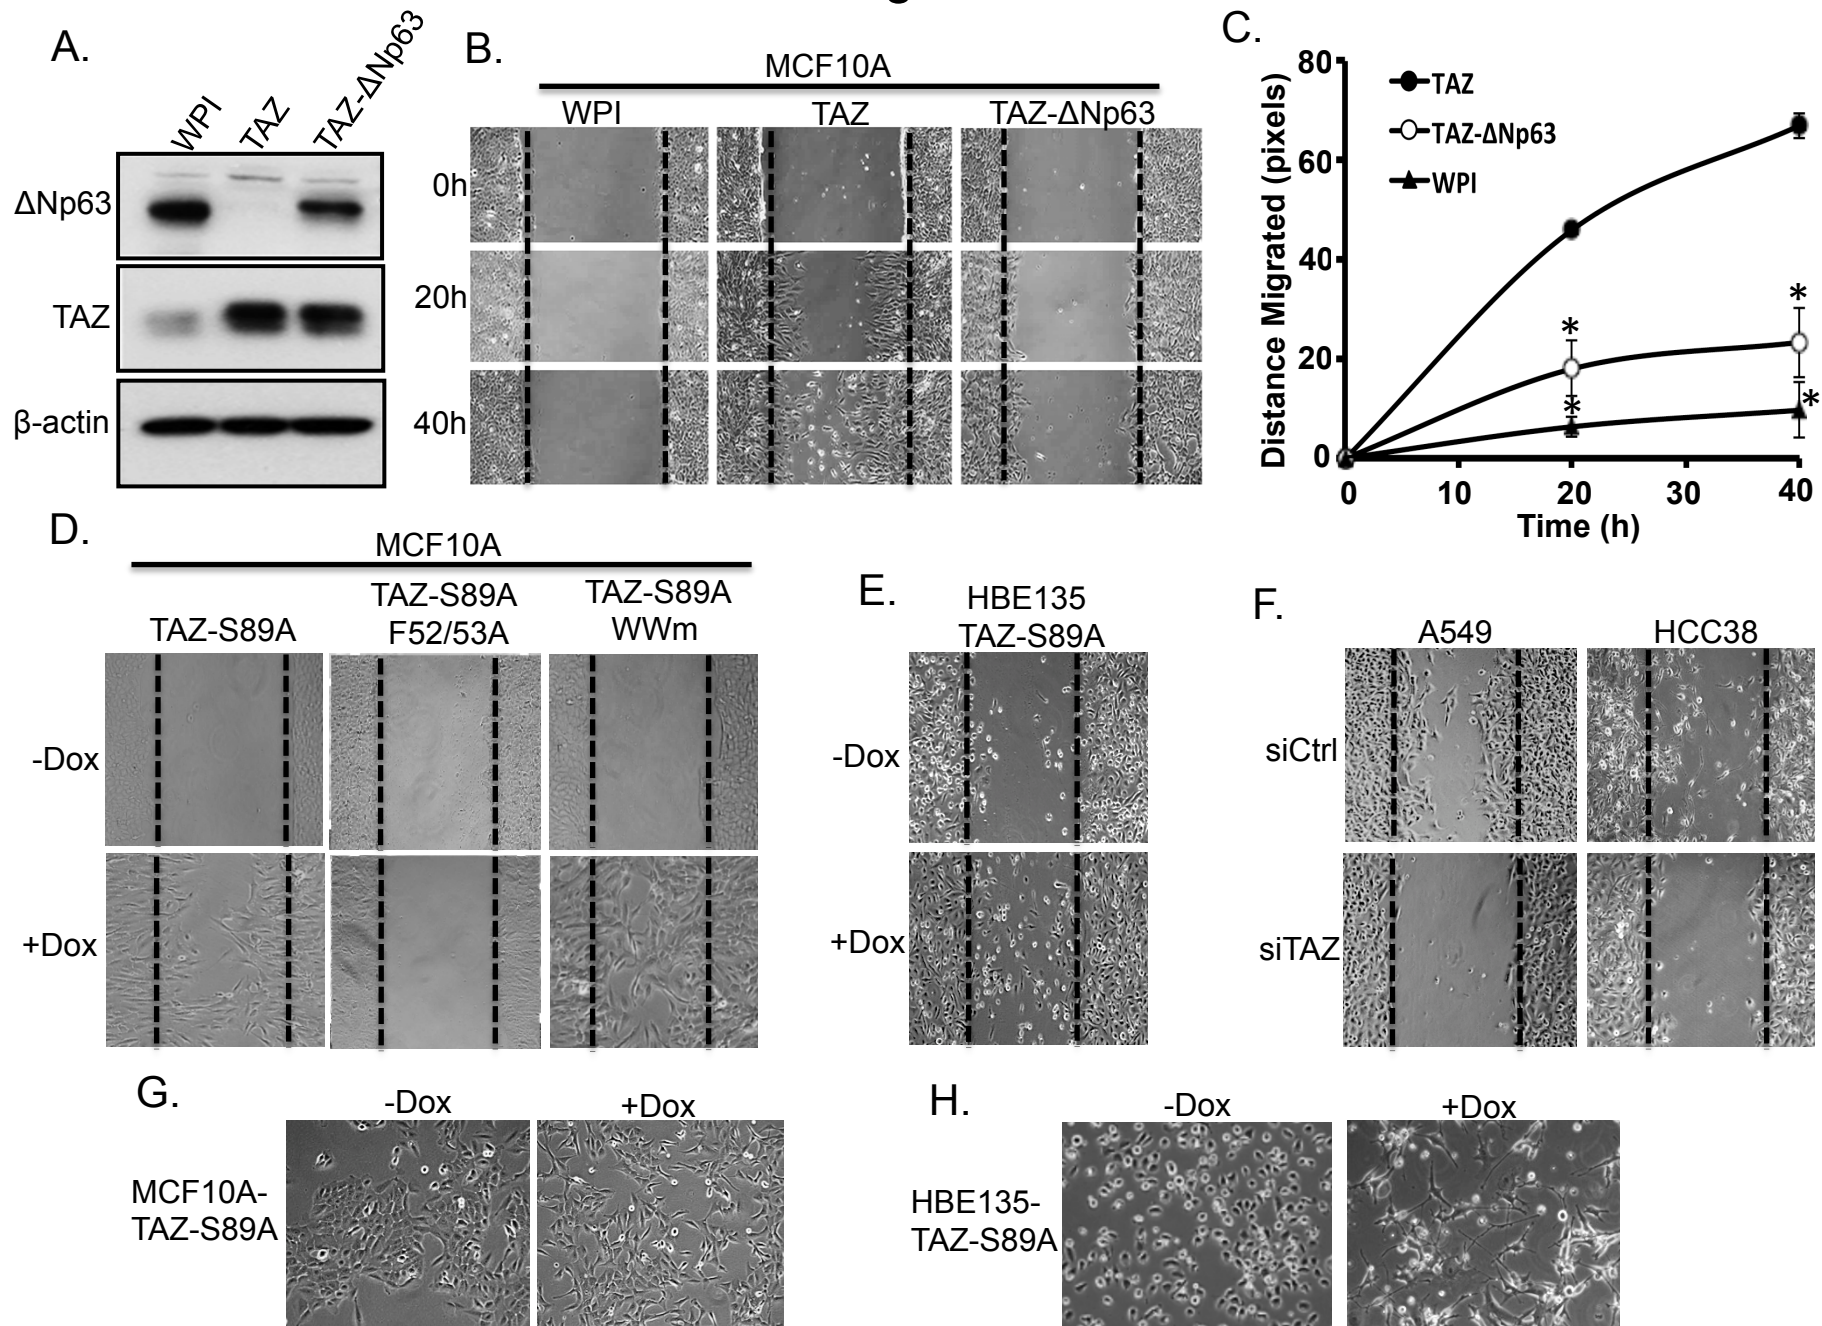 A.
WPI
TAZ
TAZ-ΔNp63
ΔNp63
TAZ
β-actin
B.
MCF10A
WPI
TAZ
TAZ-ΔNp63
0h
20h
40h
C.
Distance Migrated (pixels)
80
60
40
20
0
TAZ
TAZ-ΔNp63
WPI
*
*
*
*
0
10
20
30
40
Time (h)
D.
MCF10A
TAZ-S89A
TAZ-S89A
F52/53A
TAZ-S89A
WWm
-Dox
+Dox
E.
HBE135
TAZ-S89A
-Dox
+Dox
F.
A549
HCC38
siCtrl
siTAZ
G.
-Dox
+Dox
MCF10A-
TAZ-S89A
H.
-Dox
+Dox
HBE135-
TAZ-S89A